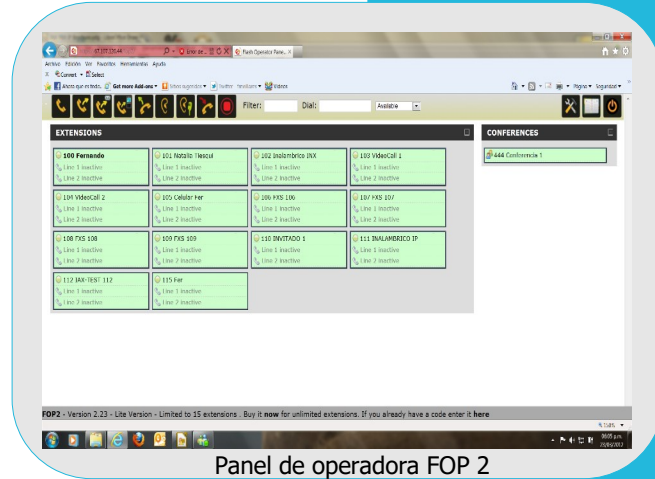 Flash Operator Pane...
Archivo Edición Ver Favoritos Herramientas Ayuda
X Convert Select
Get more Add-ons Videos Página Seguridad
Filter: Dial: Available
EXTENSIONS
CONFERENCES
100 Fernando
Line 1 inactive
Line 2 inactive
101 Natalia
Line 1 inactive
Line 2 inactive
102 Inalambrico INX
Line 1 inactive
Line 2 inactive
103 VideoCall 1
Line 1 inactive
Line 2 inactive
444 Conferencia 1
104 VideoCall 2
Line 1 inactive
Line 2 inactive
105 Celular Fer
Line 1 inactive
Line 2 inactive
106 FXS 106
Line 1 inactive
Line 2 inactive
107 FXS 107
Line 1 inactive
Line 2 inactive
108 FXS 108
Line 1 inactive
Line 2 inactive
109 FXS 109
Line 1 inactive
Line 2 inactive
110 INVITADO 1
Line 1 inactive
Line 2 inactive
111 INALAMBRICO IP
Line 1 inactive
Line 2 inactive
112 IAX-TEST 112
Line 1 inactive
Line 2 inactive
115 Fer
Line 1 inactive
Line 2 inactive
FOP2 - Version 2.23 - Lite Version - Limited to 15 extensions . Buy it now for unlimited extensions. If you already have a code enter it here
Panel de operadora FOP 2